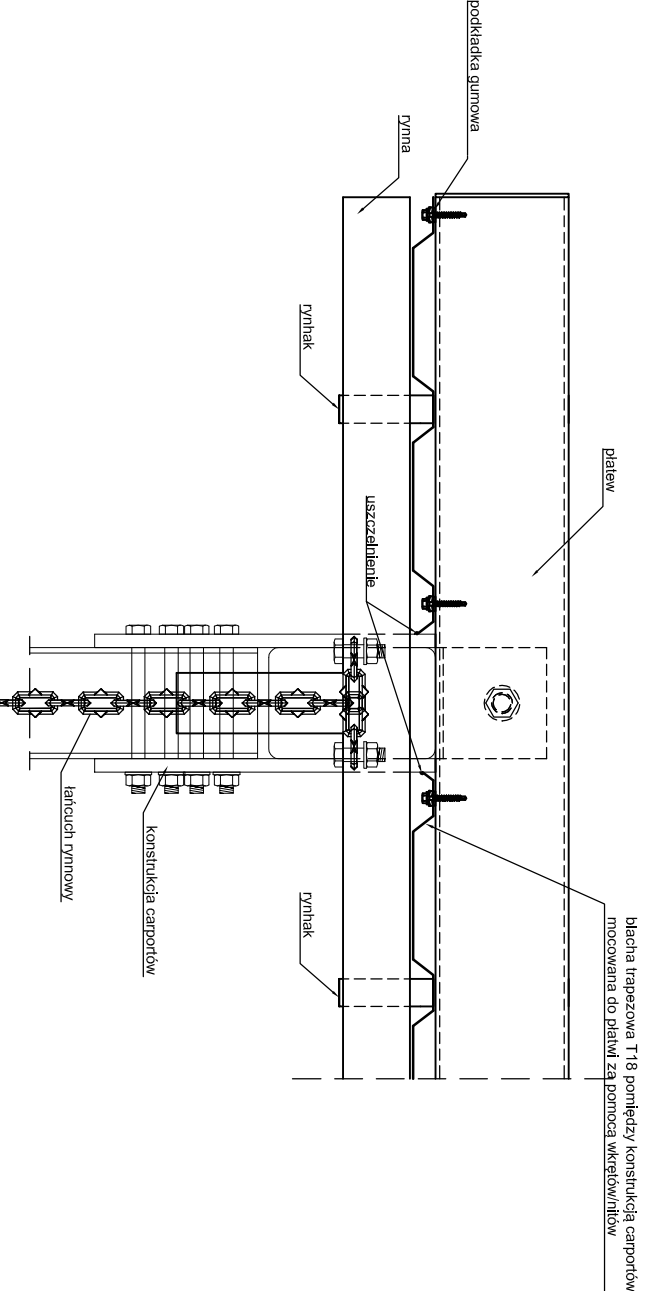 podkładka gumowa
rynna
rynhak
płatew
uszczelnienie
łańcuch rynnowy
konstrukcja carportów
rynhak
blacha trapezowa T18 pomiędzy konstrukcją carportów
mocowana do płatwi za pomocą wkrętów/nitów